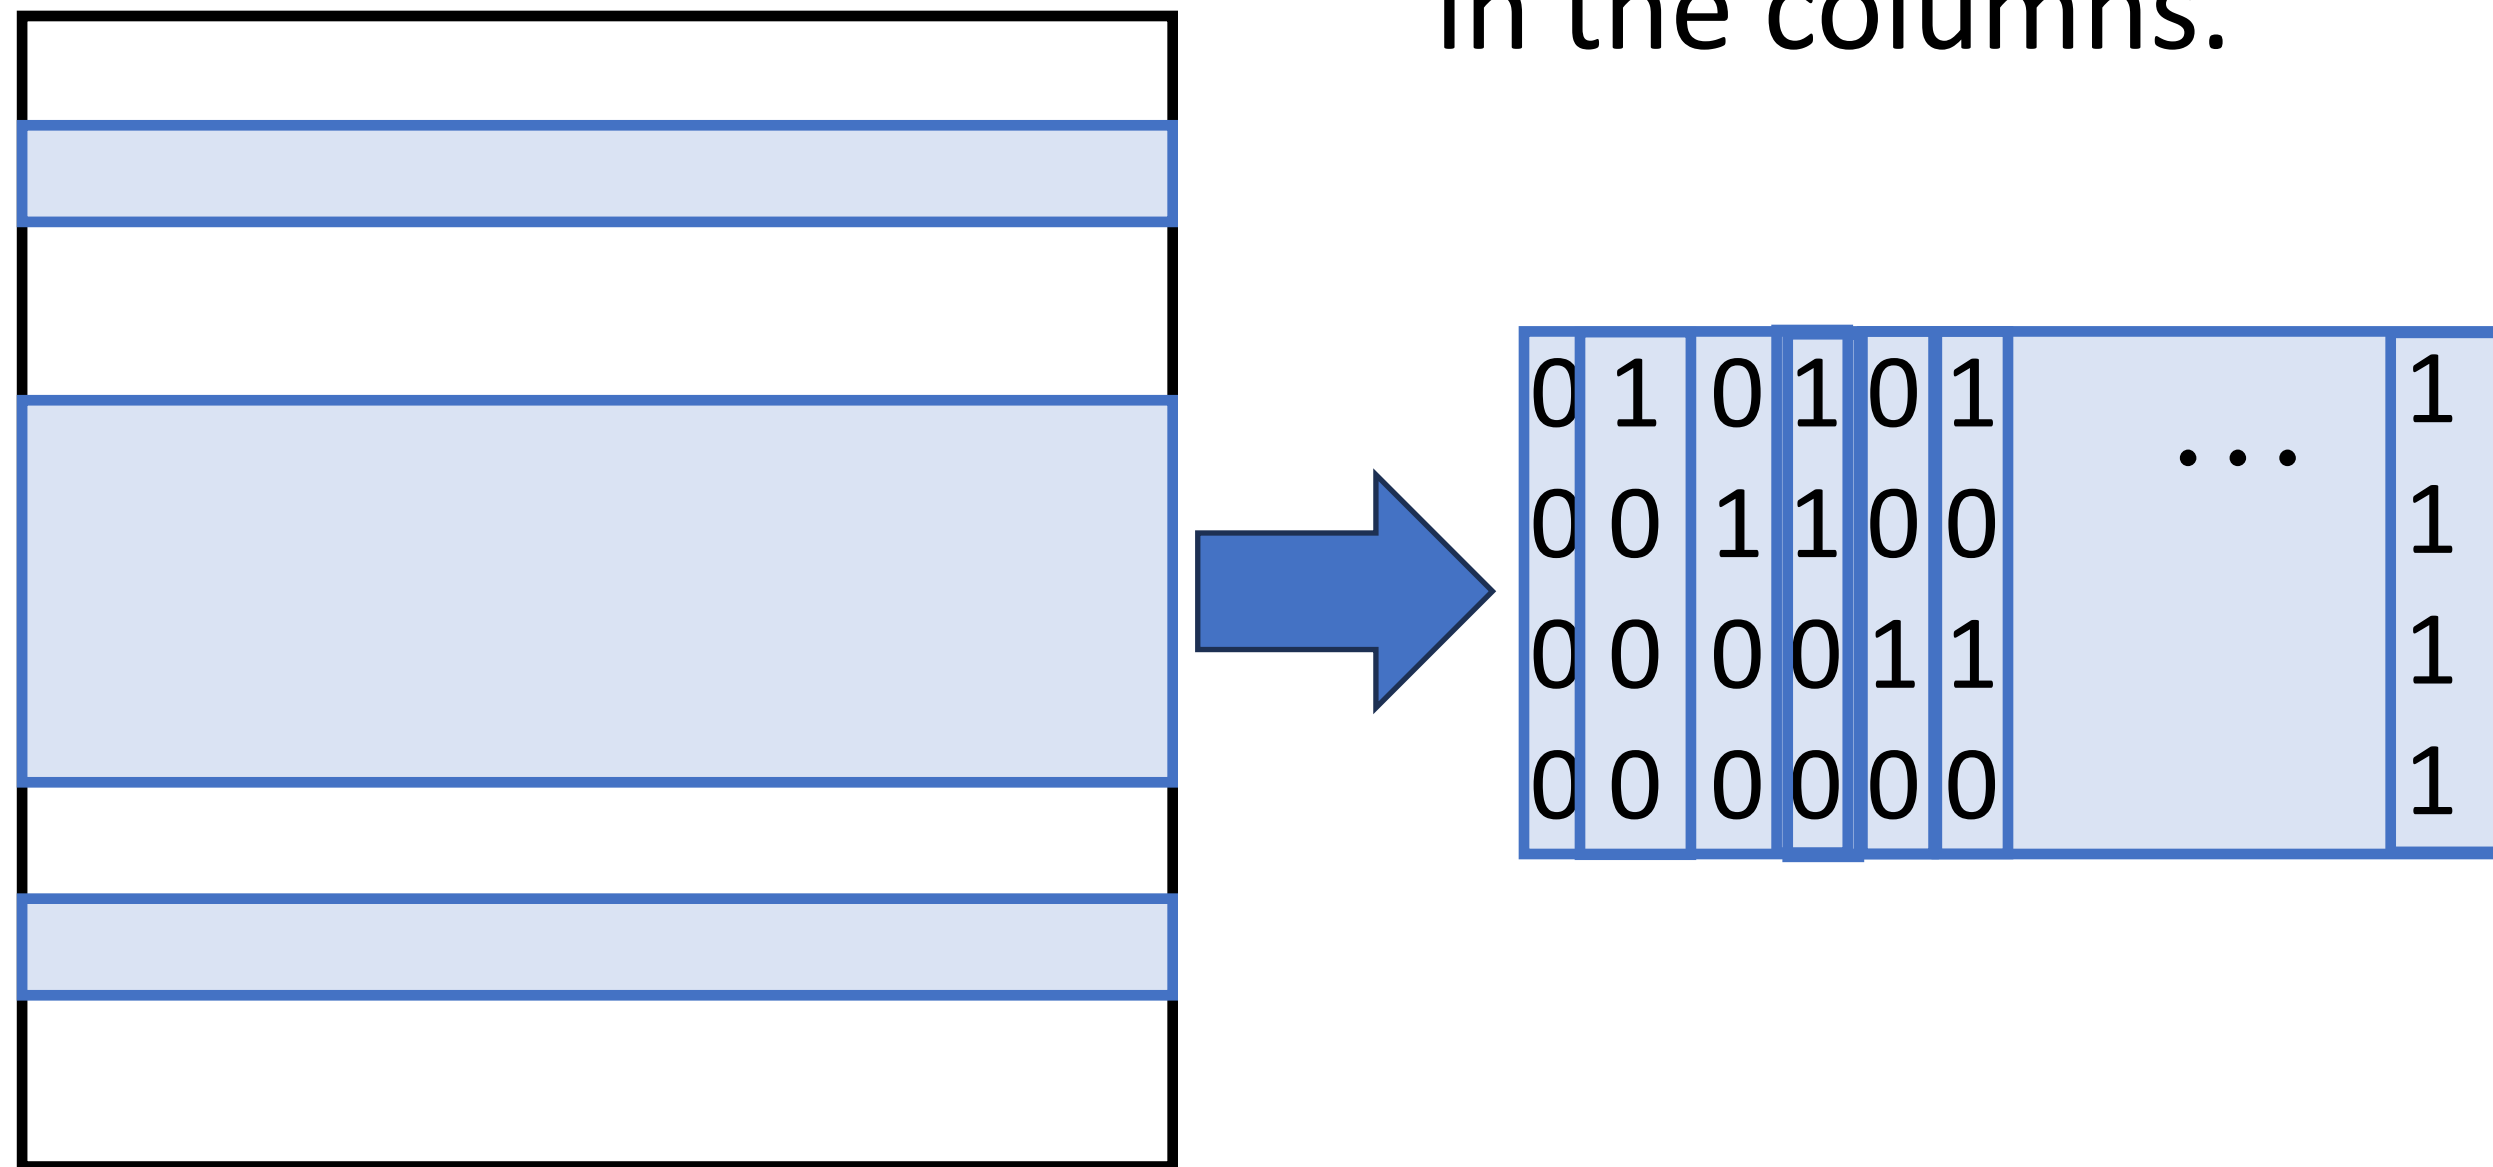 in the columns.
0 1 0 1 0 1 ... 1
0 0 1 1 0 0 1
0 0 0 0 1 1 1
0 0 0 0 0 0 1